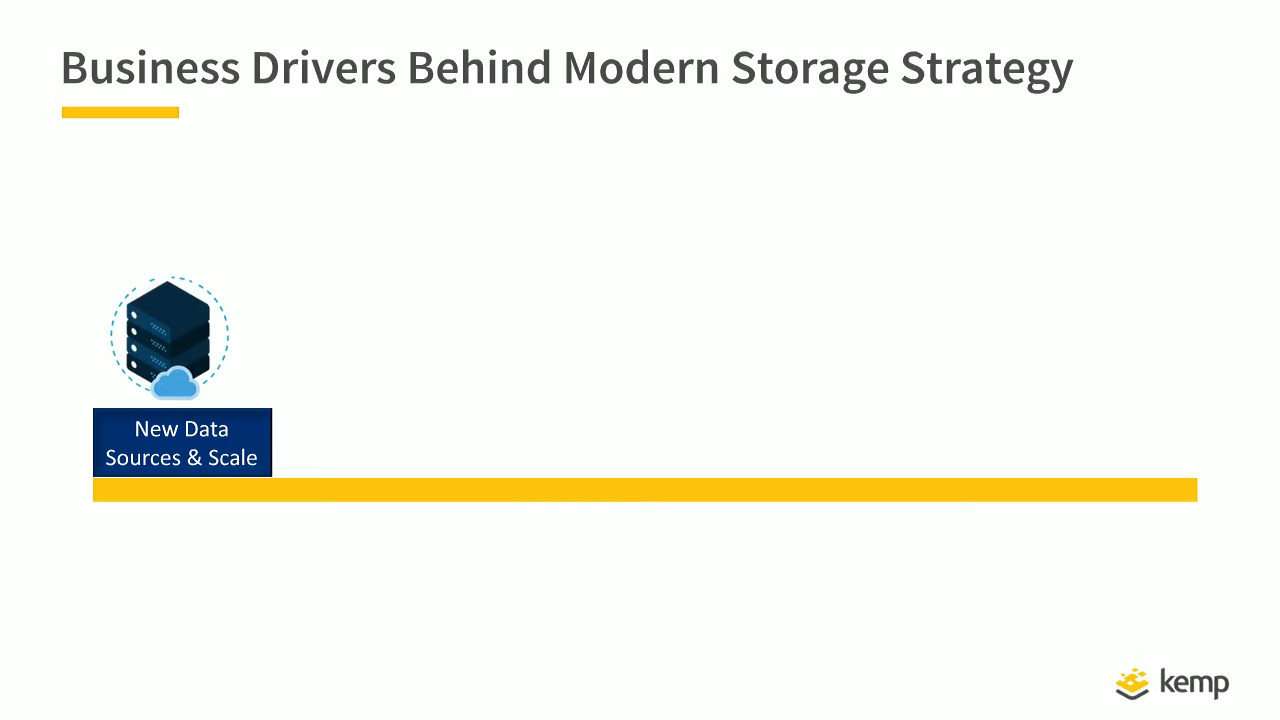 Business Drivers Behind Modern Storage Strategy
New Data
Sources & Scale
kemp